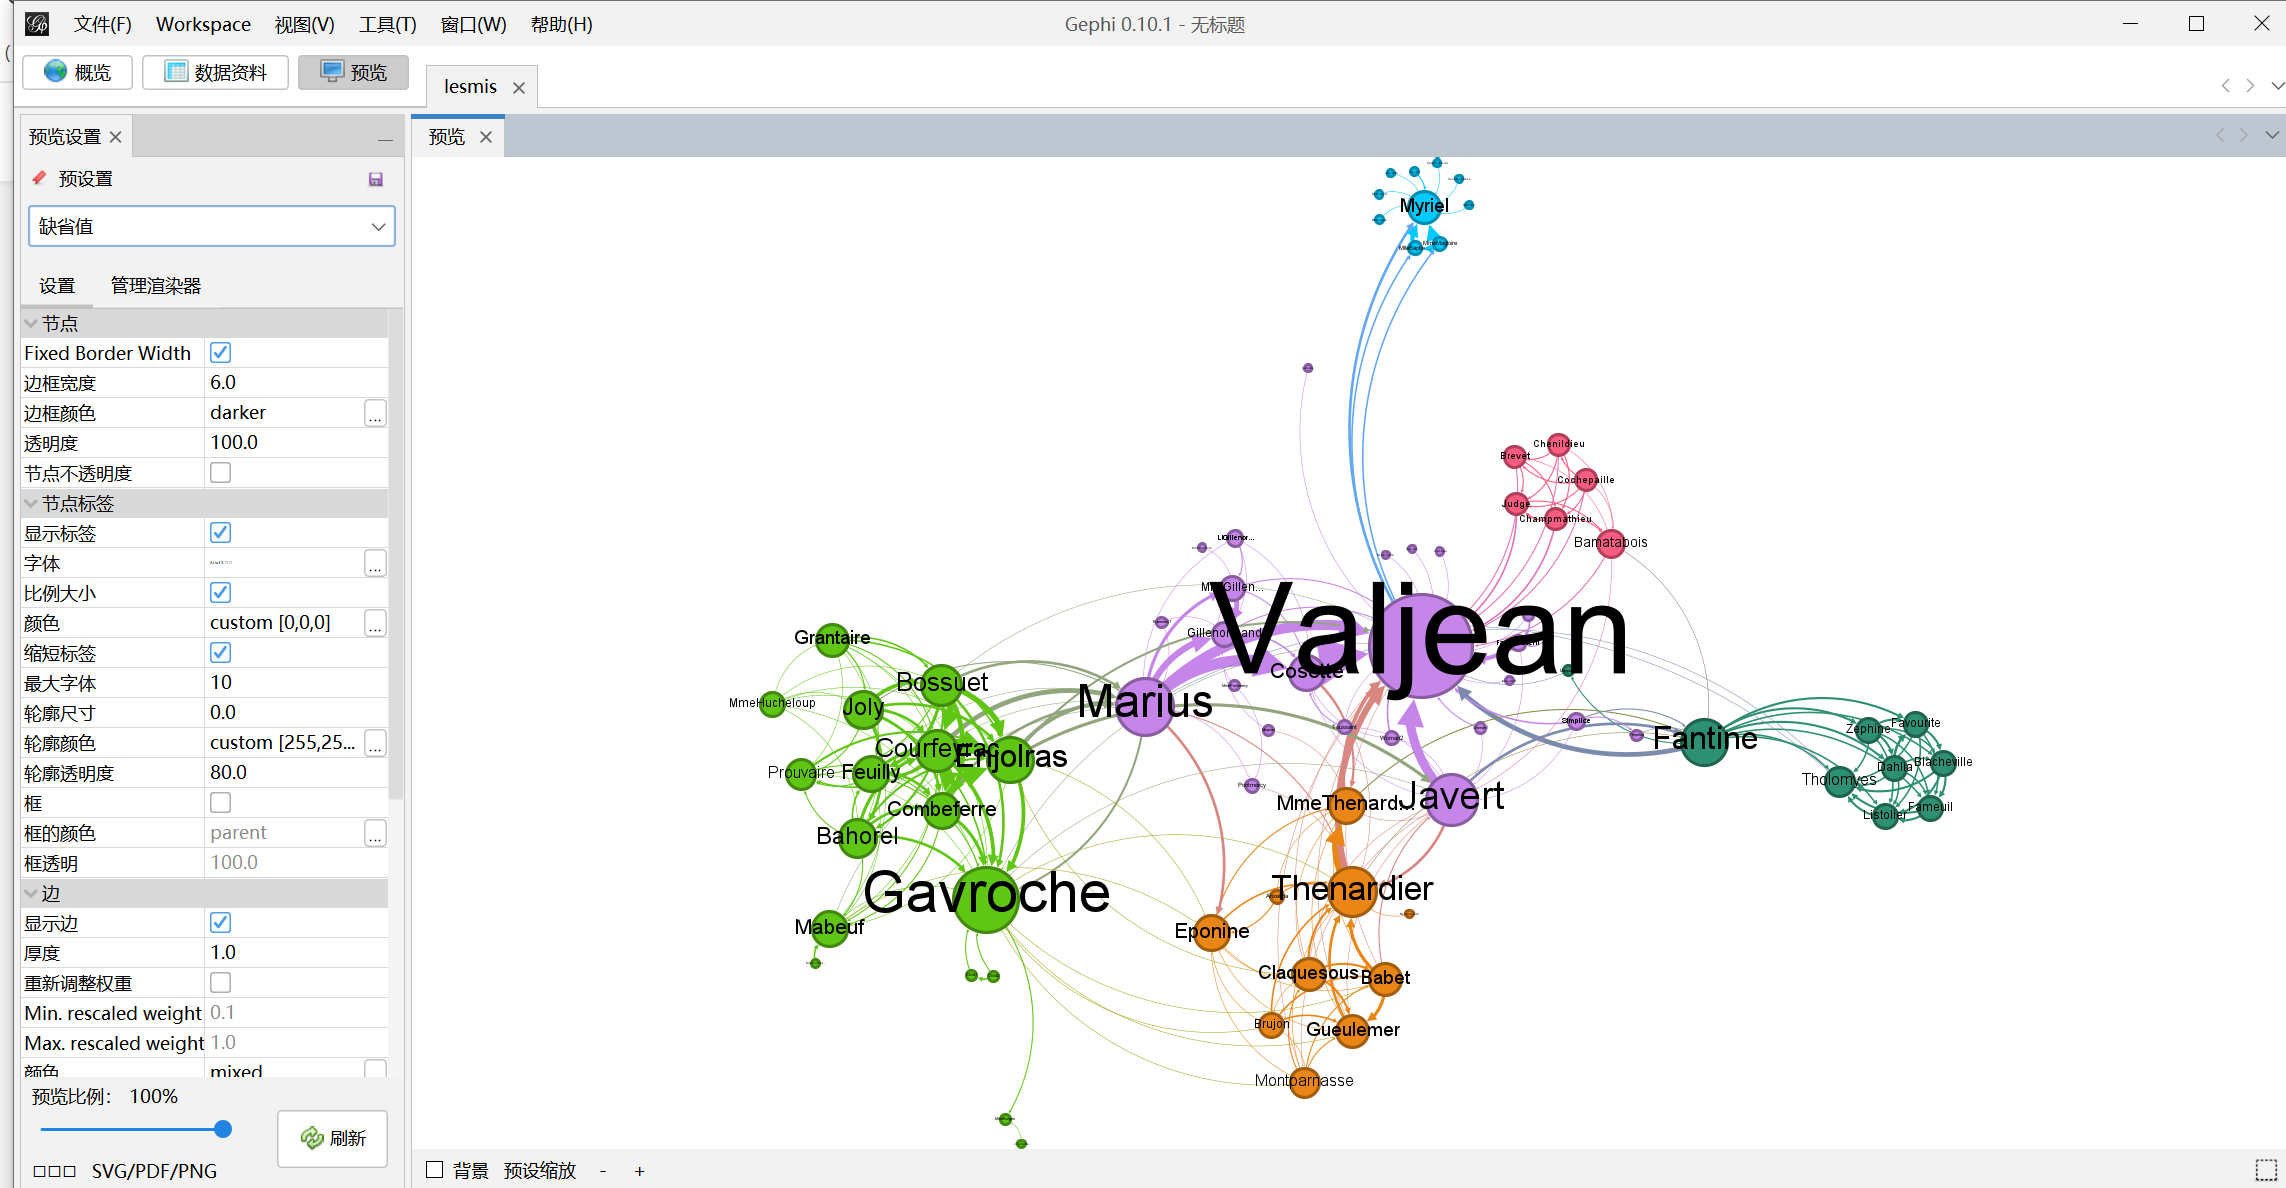 文件(F) Workspace 视图(V) 工具(T) 窗口(W) 帮助(H) Gephi 0.10.1 - 无标题
概览 数据资料 预览 lesmis
预览设置 预览
预设置
缺省值
设置 管理渲染器
节点
Fixed Border Width
边框宽度 6.0
边框颜色 darker ...
透明度 100.0
节点不透明度
节点标签
显示标签
字体 ...
比例大小
颜色 custom [0,0,0] ...
缩短标签
最大字体 10
轮廓尺寸 0.0
轮廓颜色 custom [255,25... ...
轮廓透明度 80.0
框
框的颜色 parent ...
框透明 100.0
边
显示边
厚度 1.0
重新调整权重
Min. rescaled weight 0.1
Max. rescaled weight 1.0
颜色 mixed
预览比例： 100%
刷新
□□□ SVG/PDF/PNG
Myriel
Chenildieu
Brevet
Cochepaille
Judge
Champmathieu
Bamatabois
LtGillenor...
MlleGillen...
Gillenormand
Valjean
Cosette
Marius
Grantaire
Bossuet
MmeHucheloup
Joly
Courfeyrac
Enjolras
Prouvaire
Feuilly
Combeferre
Bahorel
Gavroche
Mabeuf
Simplice
Woman2
Toussaint
Pontmercy
Fantine
Zephine
Favourite
Dahlia
Blacheville
Tholomyes
Fameuil
Listolier
MmeThenard...
Javert
Thenardier
Eponine
Claquesous
Babet
Brujon
Gueulemer
Montparnasse
背景 预设缩放 - +